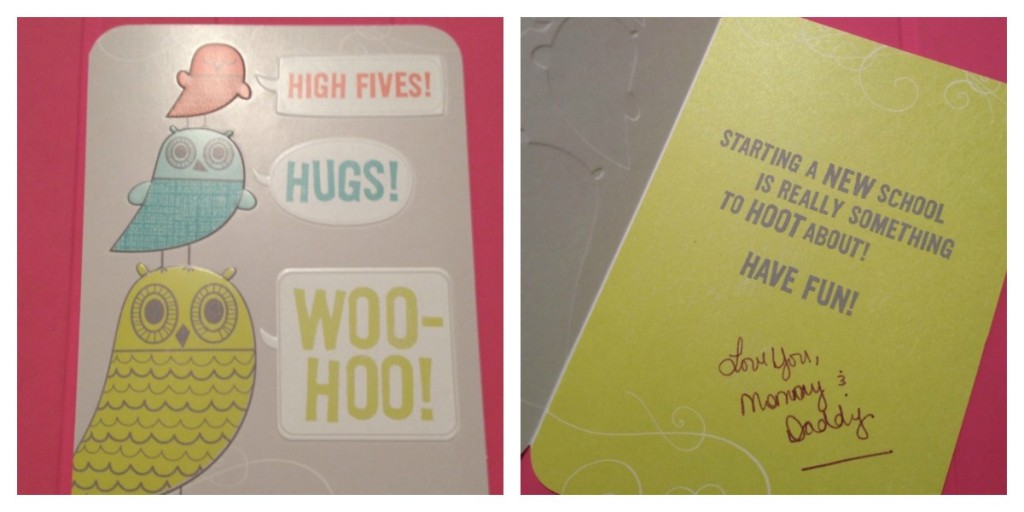 HIGH FIVES!
HUGS!
WOO-
HOO!
STARTING A NEW SCHOOL
IS REALLY SOMETHING
TO HOOT ABOUT!
HAVE FUN!
Love You,
Mommy &
Daddy